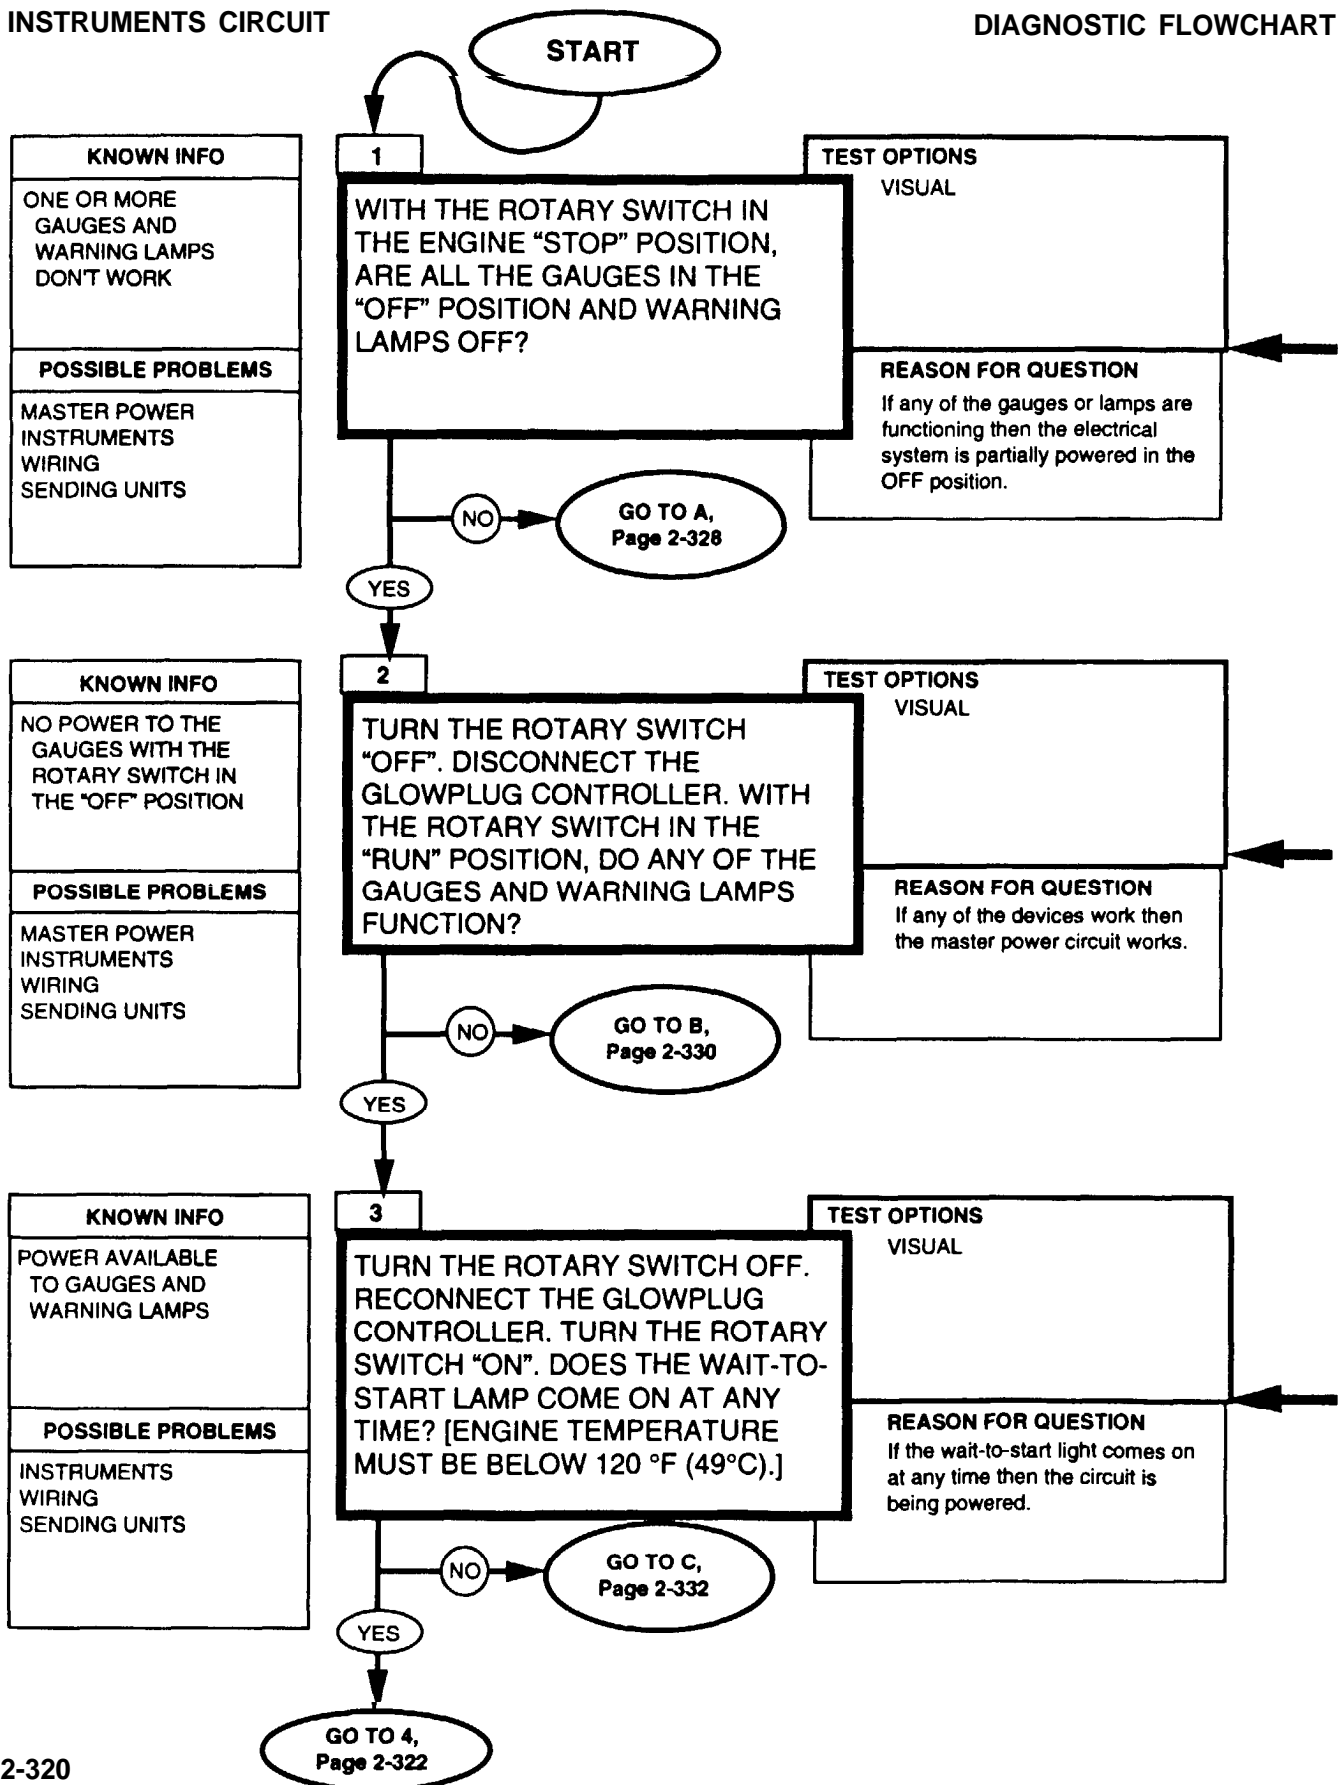 INSTRUMENTS CIRCUIT
DIAGNOSTIC FLOWCHART
START
KNOWN INFO
ONE OR MORE
GAUGES AND
WARNING LAMPS
DON'T WORK
POSSIBLE PROBLEMS
MASTER POWER
INSTRUMENTS
WIRING
SENDING UNITS
1
WITH THE ROTARY SWITCH IN
THE ENGINE “STOP” POSITION,
ARE ALL THE GAUGES IN THE
“OFF” POSITION AND WARNING
LAMPS OFF?
TEST OPTIONS
VISUAL
REASON FOR QUESTION
If any of the gauges or lamps are
functioning then the electrical
system is partially powered in the
OFF position.
NO
GO TO A,
Page 2-328
YES
KNOWN INFO
NO POWER TO THE
GAUGES WITH THE
ROTARY SWITCH IN
THE “OFF” POSITION
POSSIBLE PROBLEMS
MASTER POWER
INSTRUMENTS
WIRING
SENDING UNITS
2
TURN THE ROTARY SWITCH
“OFF”. DISCONNECT THE
GLOWPLUG CONTROLLER. WITH
THE ROTARY SWITCH IN THE
“RUN” POSITION, DO ANY OF THE
GAUGES AND WARNING LAMPS
FUNCTION?
TEST OPTIONS
VISUAL
REASON FOR QUESTION
If any of the devices work then
the master power circuit works.
NO
GO TO B,
Page 2-330
YES
KNOWN INFO
POWER AVAILABLE
TO GAUGES AND
WARNING LAMPS
POSSIBLE PROBLEMS
INSTRUMENTS
WIRING
SENDING UNITS
3
TURN THE ROTARY SWITCH OFF.
RECONNECT THE GLOWPLUG
CONTROLLER. TURN THE ROTARY
SWITCH “ON”. DOES THE WAIT-TO-
START LAMP COME ON AT ANY
TIME? [ENGINE TEMPERATURE
MUST BE BELOW 120 °F (49°C).]
TEST OPTIONS
VISUAL
REASON FOR QUESTION
If the wait-to-start light comes on
at any time then the circuit is
being powered.
NO
GO TO C,
Page 2-332
YES
GO TO 4,
Page 2-322
2-320